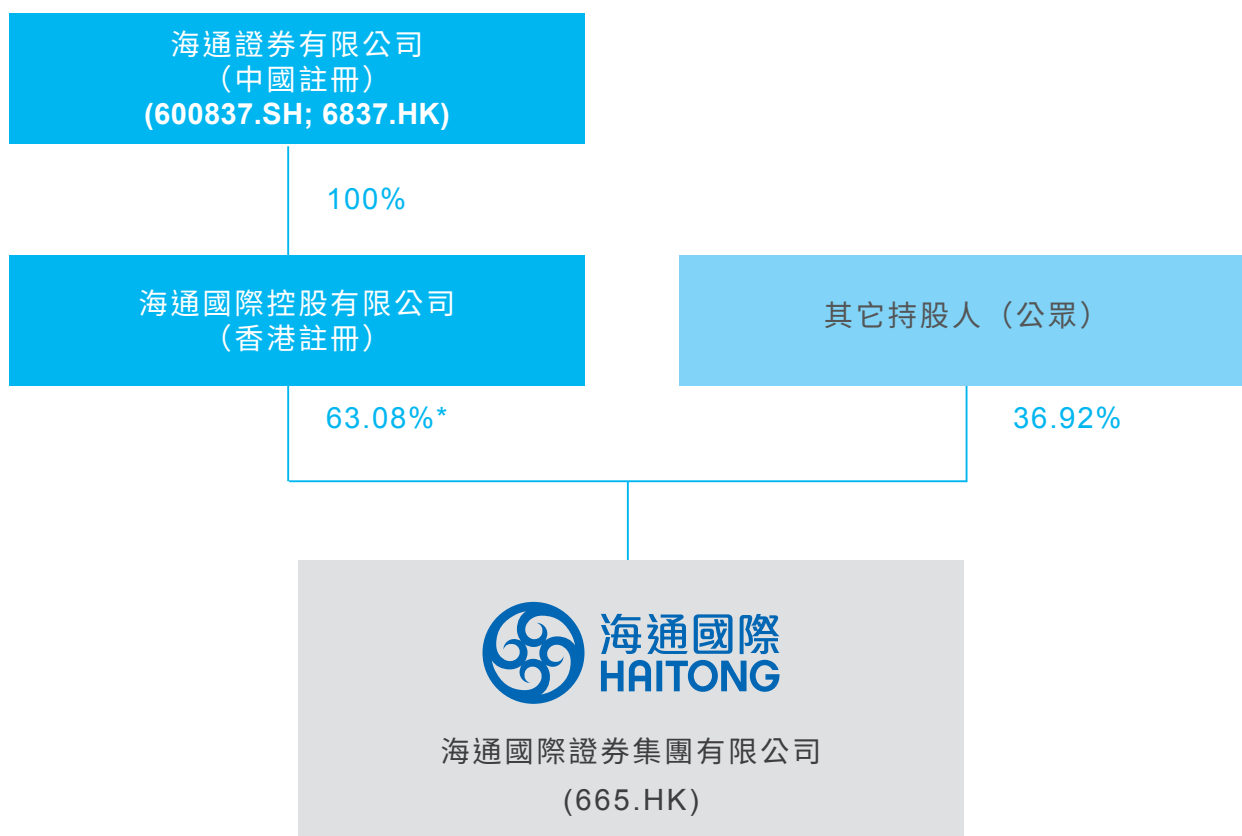 海通證券有限公司
（中國註冊）
(600837.SH; 6837.HK)
100%
海通國際控股有限公司
（香港註冊）
其它持股人（公眾）
63.08%*
36.92%
海通國際
HAITONG
海通國際證券集團有限公司
(665.HK)